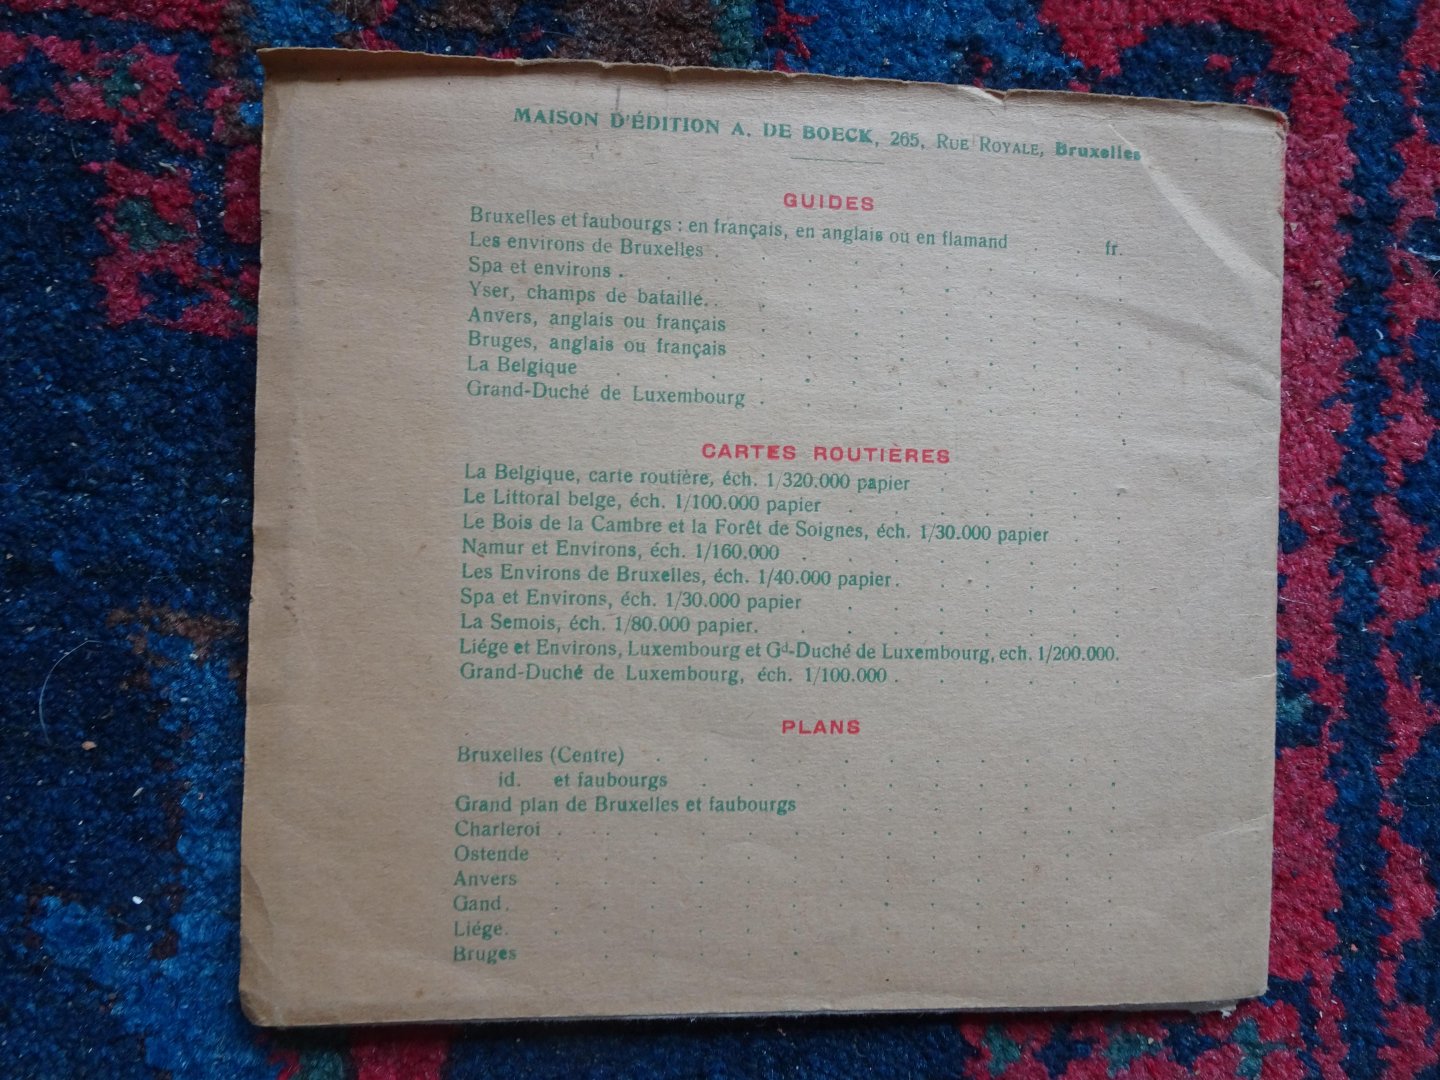 MAISON D'ÉDITION A. DE BOECK, 265, RUE ROYALE, Bruxelles
GUIDES
Bruxelles et faubourgs : en français, en anglais ou en flamand . fr.
Les environs de Bruxelles .
Spa et environs .
Yser, champs de bataille.
Anvers, anglais ou français
Bruges, anglais ou français
La Belgique
Grand-Duché de Luxembourg .
CARTES ROUTIÈRES
La Belgique, carte routière, éch. 1/320.000 papier
Le Littoral belge, éch. 1/100.000 papier
Le Bois de la Cambre et la Forêt de Soignes, éch. 1/30.000 papier
Namur et Environs, éch. 1/160.000
Les Environs de Bruxelles, éch. 1/40.000 papier .
Spa et Environs, éch. 1/30.000 papier
La Semois, éch. 1/80.000 papier.
Liége et Environs, Luxembourg et Gd-Duché de Luxembourg, ech. 1/200.000.
Grand-Duché de Luxembourg, éch. 1/100.000 .
PLANS
Bruxelles (Centre)
id. et faubourgs
Grand plan de Bruxelles et faubourgs
Charleroi .
Ostende
Anvers
Gand.
Liége.
Bruges